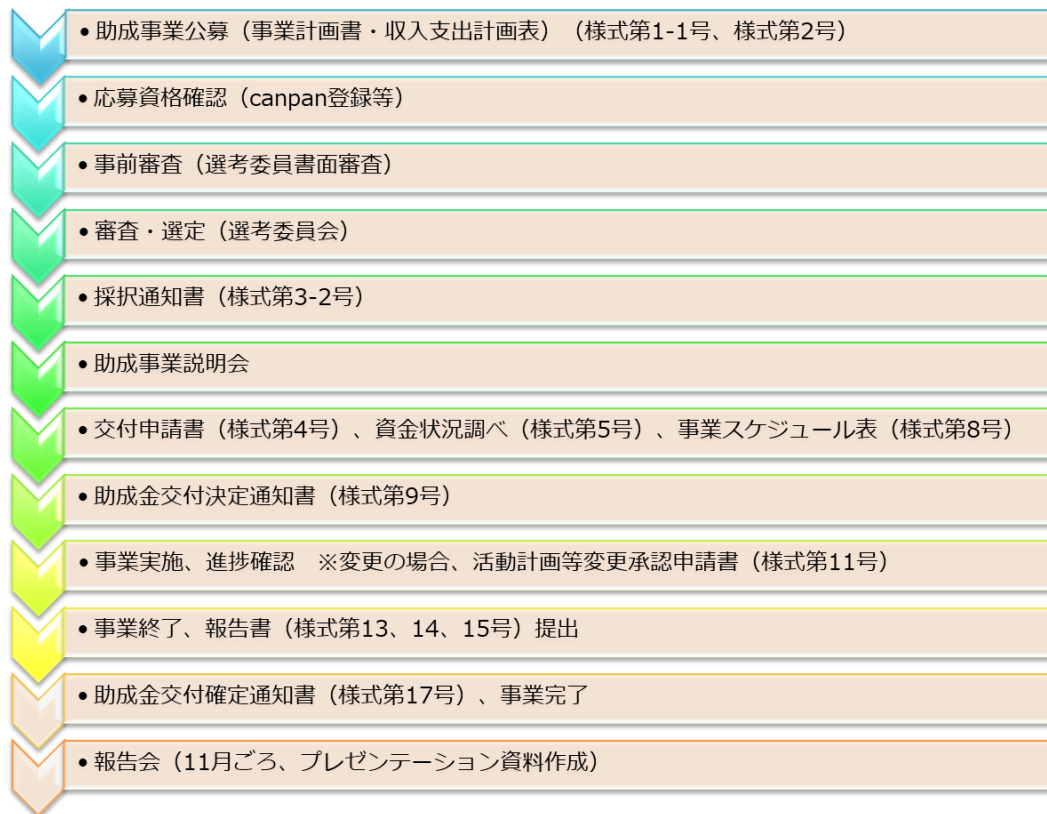 •助成事業公募（事業計画書・収入支出計画表）（様式第1-1号、様式第2号）
•応募資格確認（canpan登録等）
•事前審査（選考委員書面審査）
•審査・選定（選考委員会）
•採択通知書（様式第3-2号）
•助成事業説明会
•交付申請書（様式第4号）、資金状況調べ（様式第5号）、事業スケジュール表（様式第8号）
•助成金交付決定通知書（様式第9号）
•事業実施、進捗確認　※変更の場合、活動計画等変更承認申請書（様式第11号）
•事業終了、報告書（様式第13、14、15号）提出
•助成金交付確定通知書（様式第17号）、事業完了
•報告会（11月ごろ、プレゼンテーション資料作成）